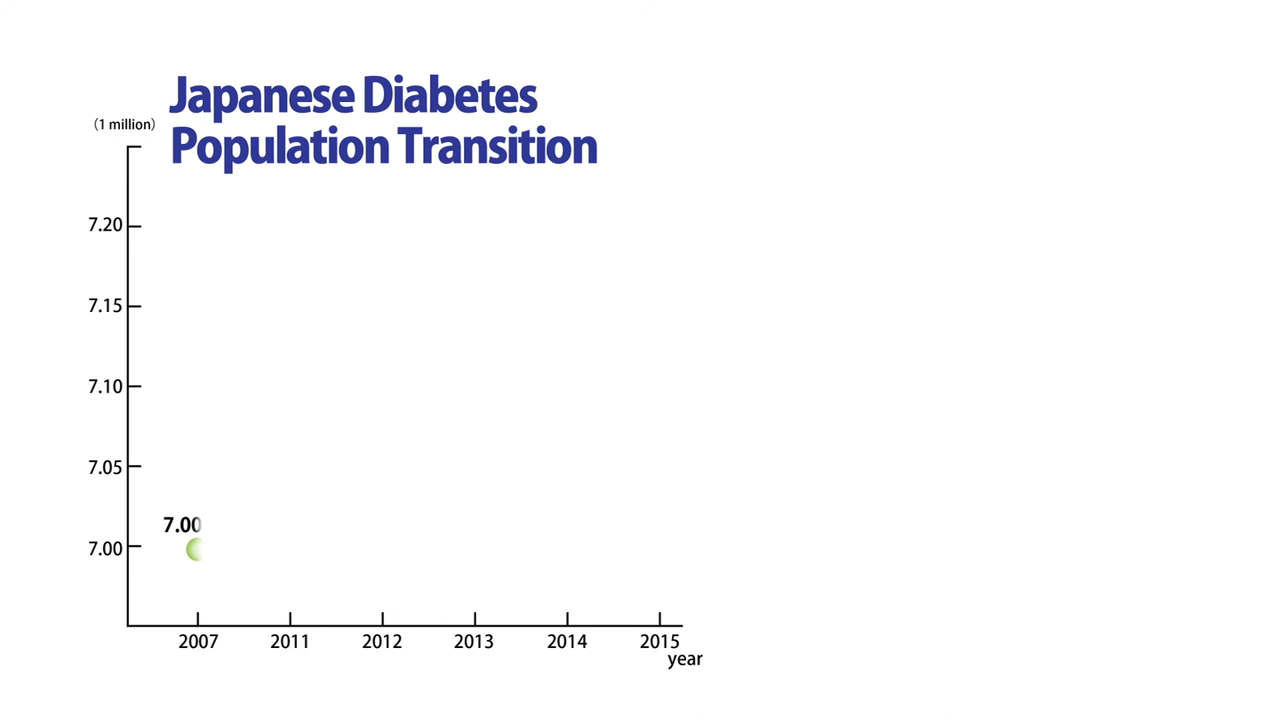 Japanese Diabetes
Population Transition
(1 million)
7.20
7.15
7.10
7.05
7.00
7.00
2007 2011 2012 2013 2014 2015
year